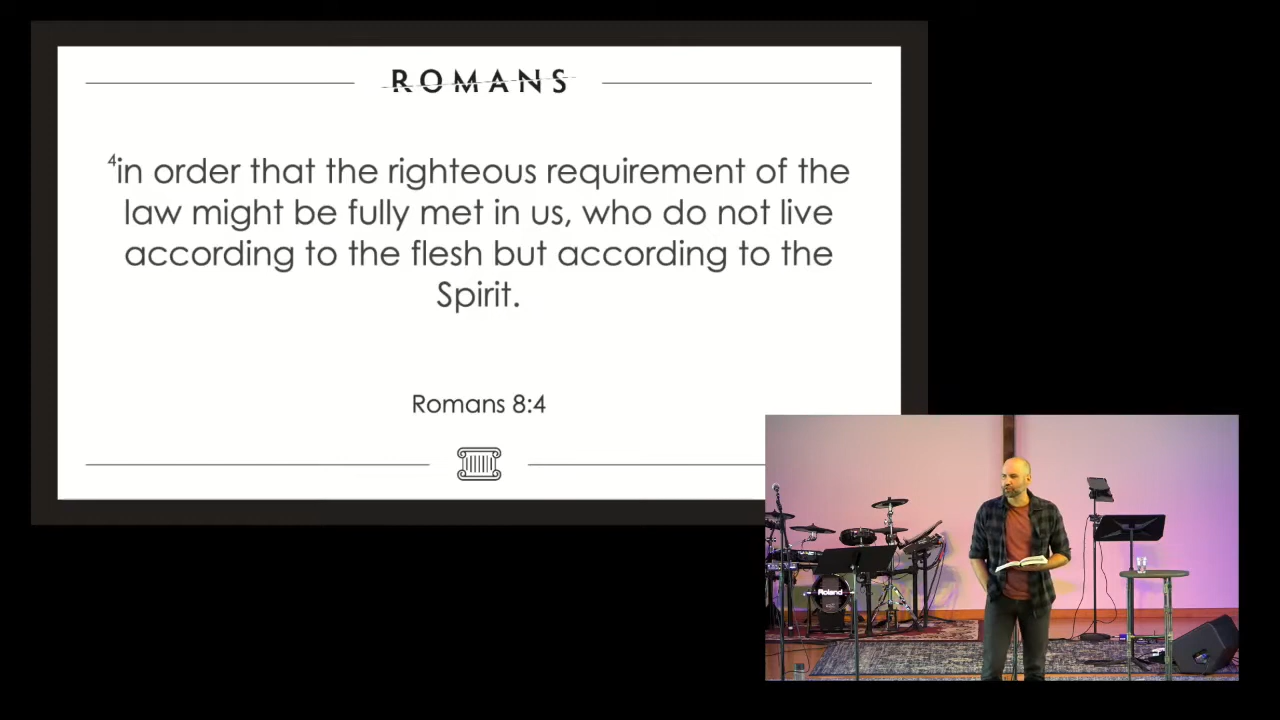 ROMANS
4in order that the righteous requirement of the
law might be fully met in us, who do not live
according to the flesh but according to the
Spirit.
Romans 8:4
Roland